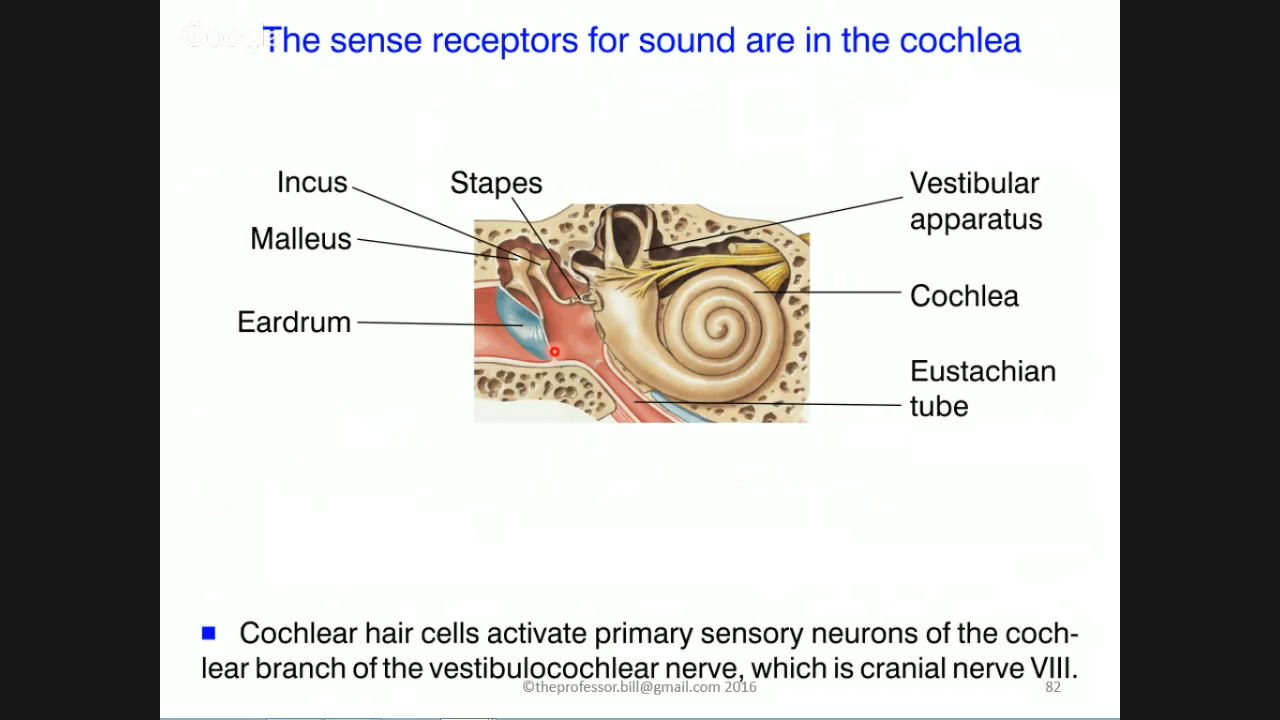 Google
The sense receptors for sound are in the cochlea
Incus
Stapes
Vestibular
apparatus
Malleus
Cochlea
Eardrum
Eustachian
tube
■ Cochlear hair cells activate primary sensory neurons of the coch-
lear branch of the vestibulocochlear nerve, which is cranial nerve VIII.
©theprofessor.bill@gmail.com 2016
82